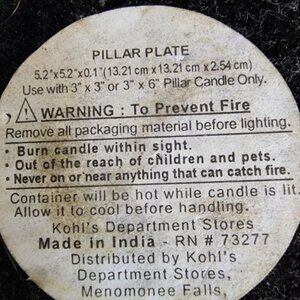 PILLAR PLATE
5.2"x5.2"x0.1"(13.21 cm x 13.21 cm x 2.54 cm)
Use with 3" x 3" or 3" x 6" Pillar Candle Only.
⚠ WARNING : To Prevent Fire
Remove all packaging material before lighting.
• Burn candle within sight.
• Out of the reach of children and pets.
• Never on or near anything that can catch fire.
Container will be hot while candle is lit.
Allow it to cool before handling.
Kohl's Department Stores
Made in India - RN # 73277
Distributed by Kohl's
Department Stores,
Menomonee Falls,